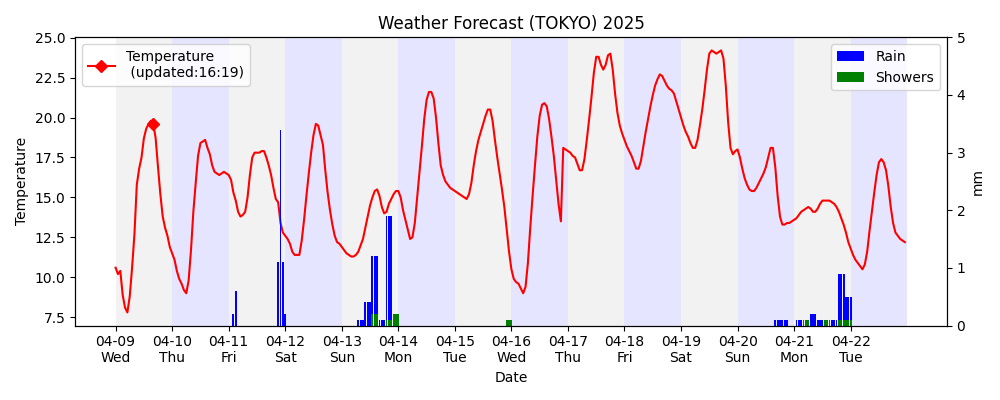 Weather Forecast (TOKYO) 2025
Temperature
(updated:16:19)
Rain
Showers
25.0
22.5
20.0
17.5
15.0
12.5
10.0
7.5
Temperature
5
4
3
2
1
0
mm
04-09 04-10 04-11 04-12 04-13 04-14 04-15 04-16 04-17 04-18 04-19 04-20 04-21 04-22
Wed Thu Fri Sat Sun Mon Tue Wed Thu Fri Sat Sun Mon Tue
Date